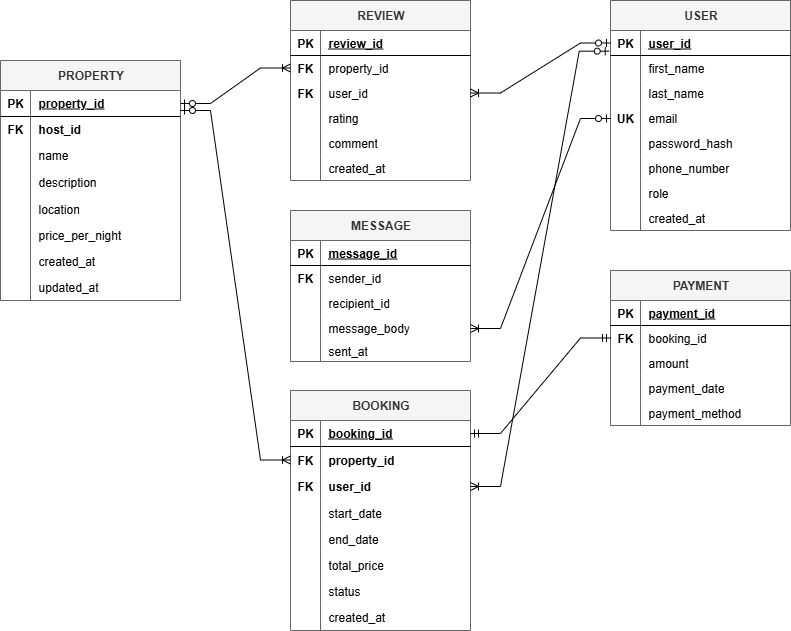 PROPERTY
PK property_id
FK host_id
name
description
location
price_per_night
created_at
updated_at
REVIEW
PK review_id
FK property_id
FK user_id
rating
comment
created_at
MESSAGE
PK message_id
FK sender_id
recipient_id
message_body
sent_at
BOOKING
PK booking_id
FK property_id
FK user_id
start_date
end_date
total_price
status
created_at
USER
PK user_id
first_name
last_name
UK email
password_hash
phone_number
role
created_at
PAYMENT
PK payment_id
FK booking_id
amount
payment_date
payment_method